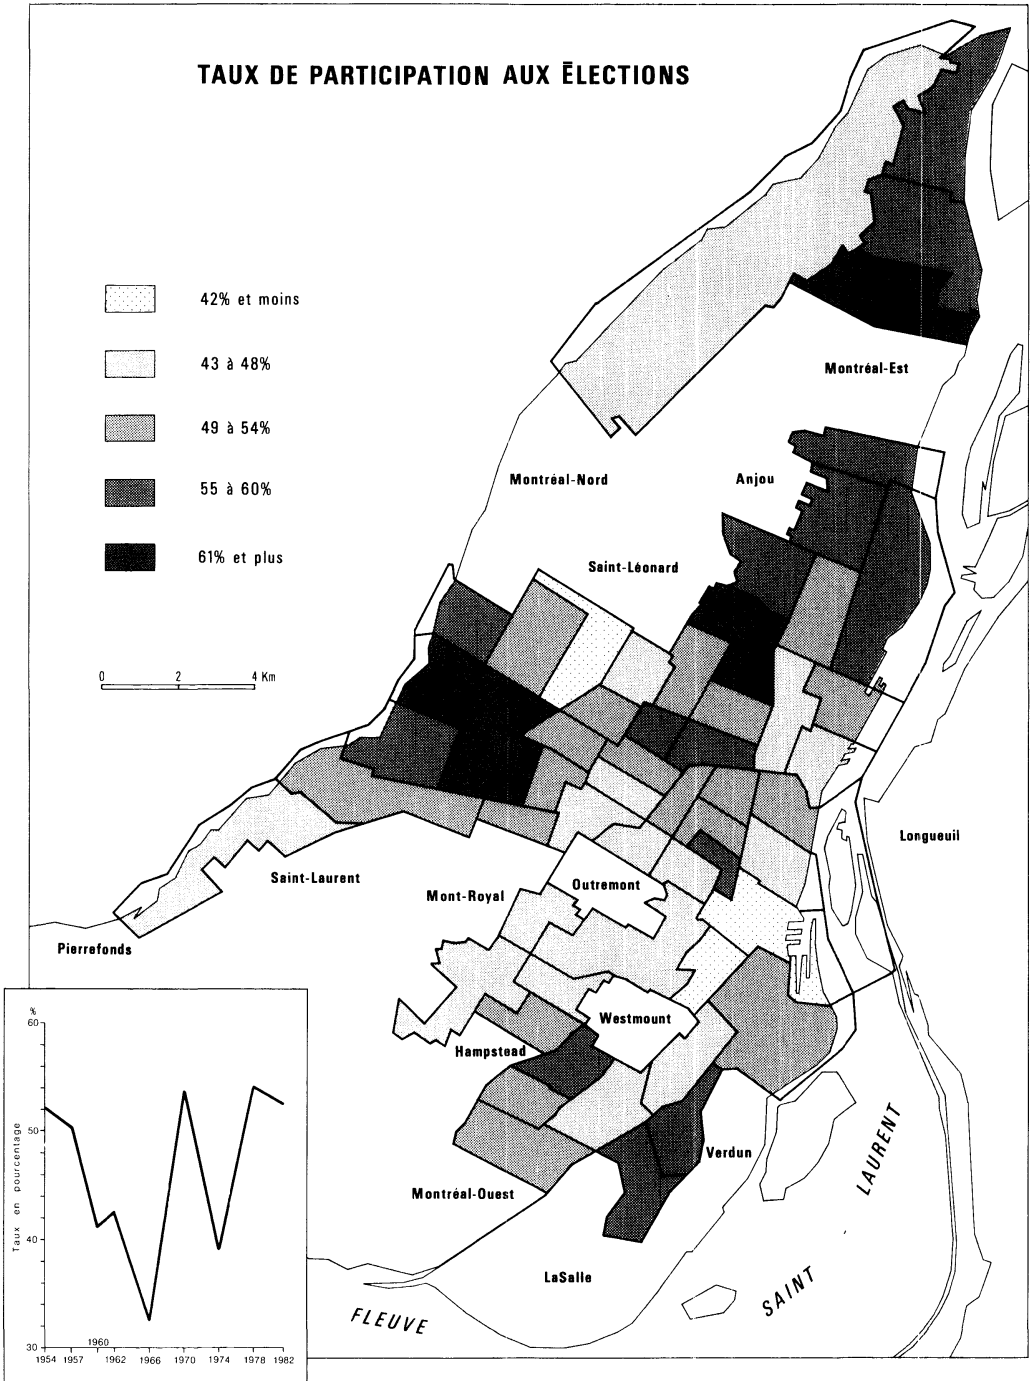 TAUX DE PARTICIPATION AUX ÉLECTIONS
42% et moins
43 à 48%
49 à 54%
55 à 60%
61% et plus
0 2 4 Km
Montréal-Est
Montréal-Nord
Anjou
Saint-Léonard
Longueuil
Saint-Laurent
Mont-Royal
Outremont
Pierrefonds
Westmount
Hampstead
Verdun
Montréal-Ouest
LaSalle
FLEUVE SAINT LAURENT
%
60
50
40
30
Taux en pourcentage
1960
1954 1957 1962 1966 1970 1974 1978 1982